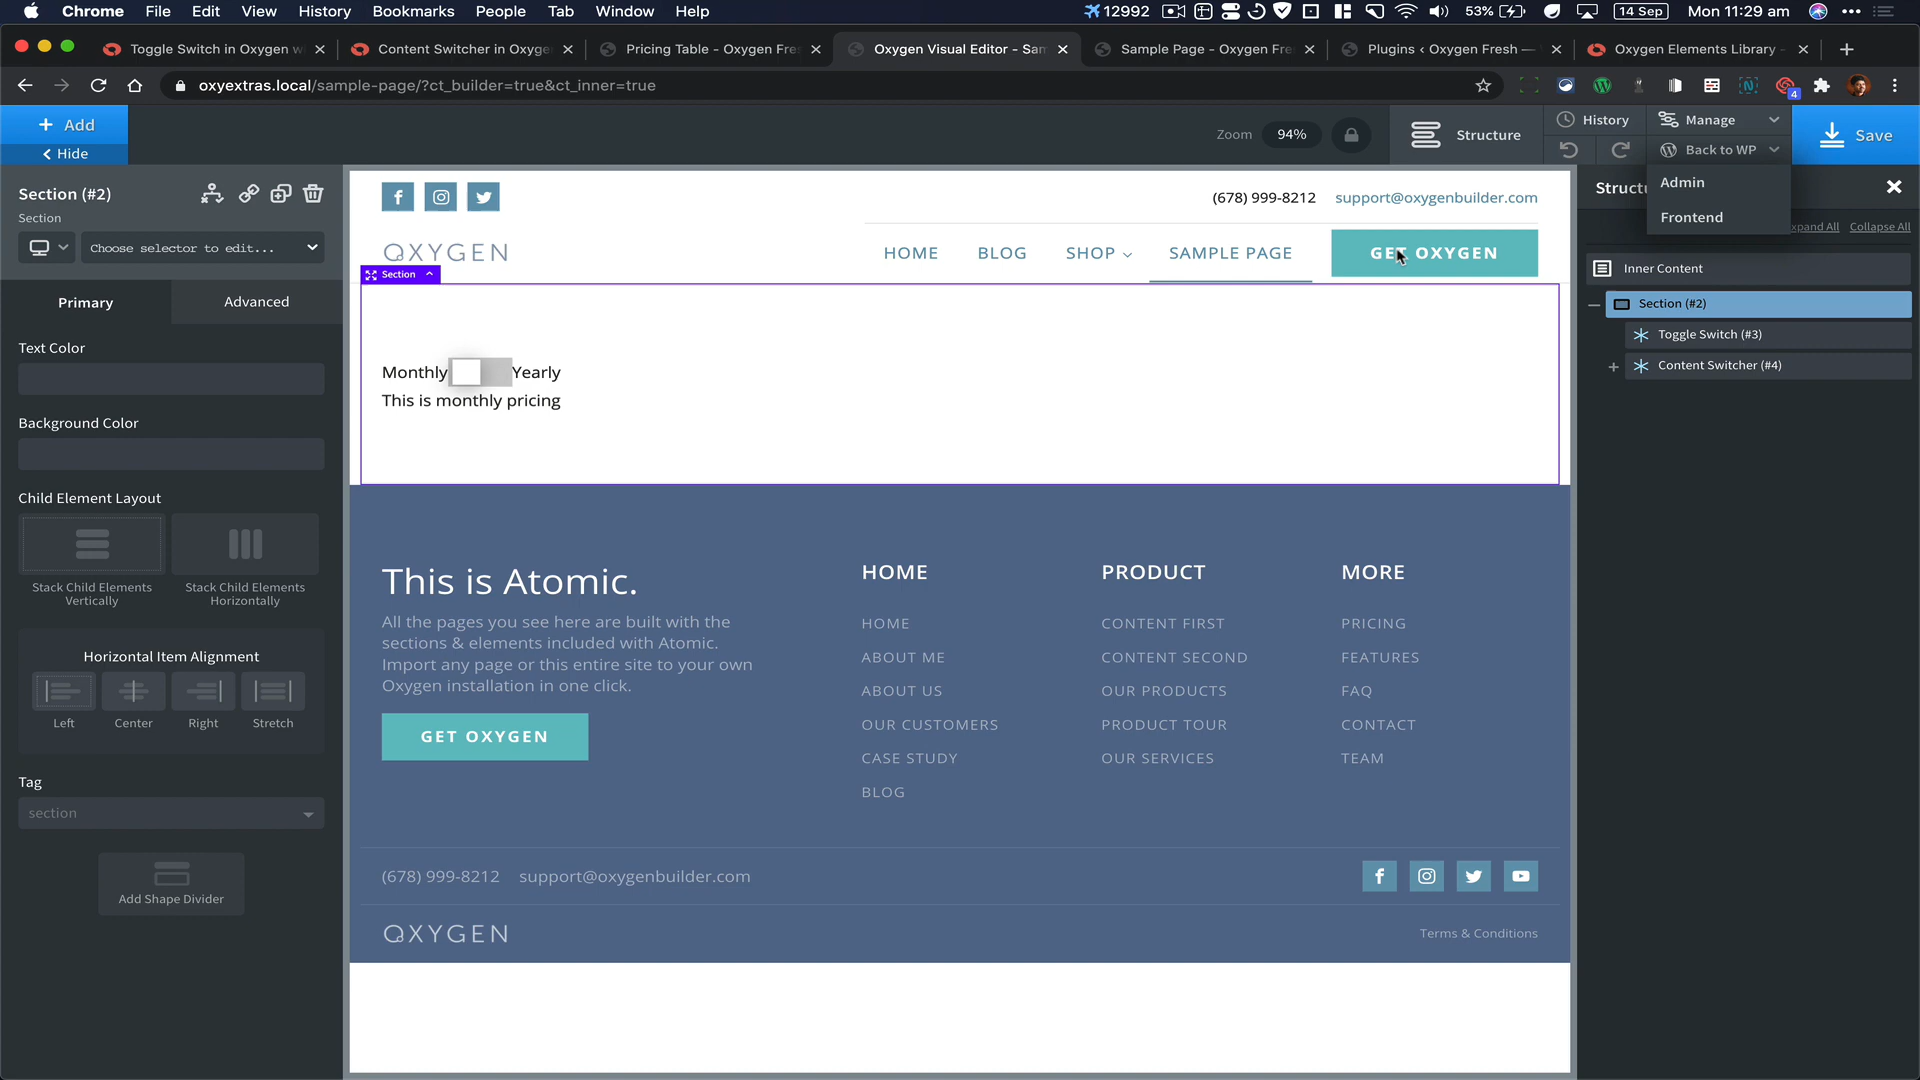 Chrome File Edit View History Bookmarks People Tab Window Help
12992
53%
14 Sep
Mon 11:29 am
Toggle Switch in Oxygen w
Content Switcher in Oxyge
Pricing Table - Oxygen Fre
Oxygen Visual Editor - Sam
Sample Page - Oxygen Fre
Plugins ‹ Oxygen Fresh —
Oxygen Elements Library -
oxyextras.local/sample-page/?ct_builder=true&ct_inner=true
4
+ Add
Hide
Zoom
94%
Structure
History
Manage
Back to WP
Save
Admin
Frontend
Section (#2)
Section
Choose selector to edit...
Primary
Advanced
Text Color
Background Color
Child Element Layout
Stack Child Elements Vertically
Stack Child Elements Horizontally
Horizontal Item Alignment
Left
Center
Right
Stretch
Tag
section
Add Shape Divider
(678) 999-8212
support@oxygenbuilder.com
OXYGEN
HOME
BLOG
SHOP
SAMPLE PAGE
GET OXYGEN
Section
Monthly
Yearly
This is monthly pricing
This is Atomic.
All the pages you see here are built with the
sections & elements included with Atomic.
Import any page or this entire site to your own
Oxygen installation in one click.
GET OXYGEN
HOME
HOME
ABOUT ME
ABOUT US
OUR CUSTOMERS
CASE STUDY
BLOG
PRODUCT
CONTENT FIRST
CONTENT SECOND
OUR PRODUCTS
PRODUCT TOUR
OUR SERVICES
MORE
PRICING
FEATURES
FAQ
CONTACT
TEAM
(678) 999-8212
support@oxygenbuilder.com
OXYGEN
Terms & Conditions
Structu
xpand All
Collapse All
Inner Content
Section (#2)
Toggle Switch (#3)
Content Switcher (#4)